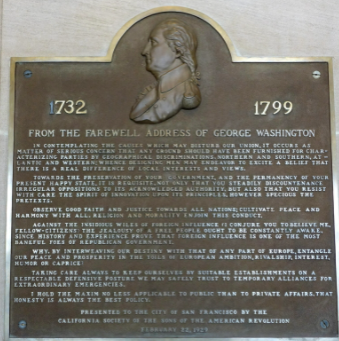 1732 1799
FROM THE FAREWELL ADDRESS OF GEORGE WASHINGTON
IN CONTEMPLATING THE CAUSES WHICH MAY DISTURB OUR UNION, IT OCCURS AS
MATTER OF SERIOUS CONCERN THAT ANY GROUND SHOULD HAVE BEEN FURNISHED FOR CHAR-
ACTERIZING PARTIES BY GEOGRAPHICAL DISCRIMINATIONS, NORTHERN AND SOUTHERN, AT-
LANTIC AND WESTERN; WHENCE DESIGNING MEN MAY ENDEAVOR TO EXCITE A BELIEF THAT
THERE IS A REAL DIFFERENCE OF LOCAL INTERESTS AND VIEWS.
TOWARDS THE PRESERVATION OF YOUR GOVERNMENT, AND THE PERMANENCY OF YOUR
PRESENT HAPPY STATE, IT IS REQUISITE, NOT ONLY THAT YOU STEADILY DISCOUNTENANCE
IRREGULAR OPPOSITIONS TO ITS ACKNOWLEDGED AUTHORITY, BUT ALSO THAT YOU RESIST
WITH CARE THE SPIRIT OF INNOVATION UPON ITS PRINCIPLES, HOWEVER SPECIOUS THE
PRETEXTS.
OBSERVE GOOD FAITH AND JUSTICE TOWARDS ALL NATIONS; CULTIVATE PEACE AND
HARMONY WITH ALL; RELIGION AND MORALITY ENJOIN THIS CONDUCT.
AGAINST THE INSIDIOUS WILES OF FOREIGN INFLUENCE (I CONJURE YOU TO BELIEVE ME,
FELLOW-CITIZENS) THE JEALOUSY OF A FREE PEOPLE OUGHT TO BE CONSTANTLY AWAKE,
SINCE HISTORY AND EXPERIENCE PROVE THAT FOREIGN INFLUENCE IS ONE OF THE MOST
BANEFUL FOES OF REPUBLICAN GOVERNMENT.
WHY, BY INTERWEAVING OUR DESTINY WITH THAT OF ANY PART OF EUROPE, ENTANGLE
OUR PEACE AND PROSPERITY IN THE TOILS OF EUROPEAN AMBITION, RIVALSHIP, INTEREST,
HUMOR OR CAPRICE?
TAKING CARE ALWAYS TO KEEP OURSELVES BY SUITABLE ESTABLISHMENTS ON A
RESPECTABLE DEFENSIVE POSTURE, WE MAY SAFELY TRUST TO TEMPORARY ALLIANCES FOR
EXTRAORDINARY EMERGENCIES.
I HOLD THE MAXIM NO LESS APPLICABLE TO PUBLIC THAN TO PRIVATE AFFAIRS, THAT
HONESTY IS ALWAYS THE BEST POLICY.
PRESENTED TO THE CITY OF SAN FRANCISCO BY THE
CALIFORNIA SOCIETY OF THE SONS OF THE AMERICAN REVOLUTION
FEBRUARY 22, 1929